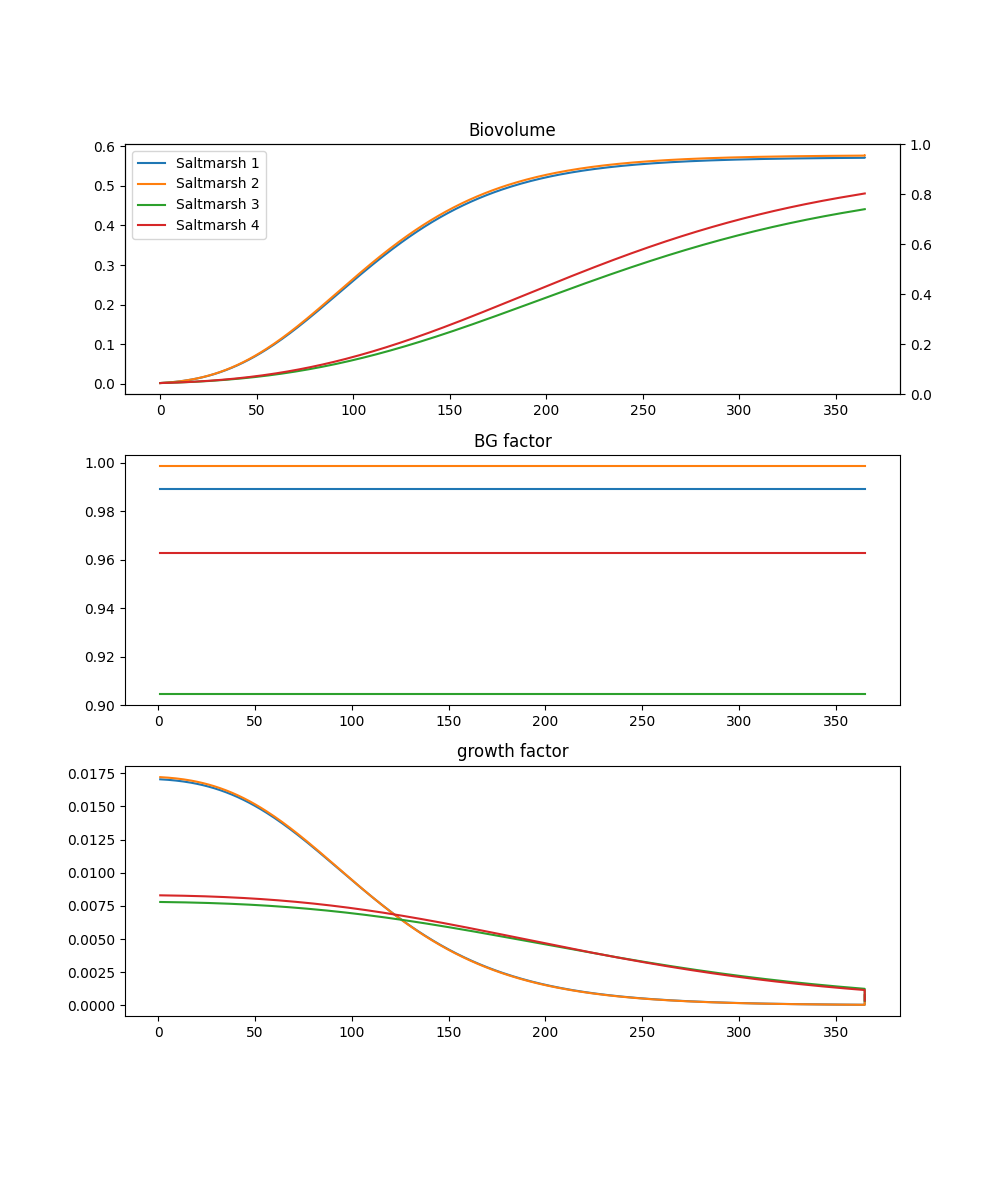 Biovolume
0.6
0.5
0.4
0.3
0.2
0.1
0.0
Saltmarsh 1
Saltmarsh 2
Saltmarsh 3
Saltmarsh 4
1.0
0.8
0.6
0.4
0.2
0.0
0 50 100 150 200 250 300 350
BG factor
1.00
0.98
0.96
0.94
0.92
0.90
0 50 100 150 200 250 300 350
growth factor
0.0175
0.0150
0.0125
0.0100
0.0075
0.0050
0.0025
0.0000
0 50 100 150 200 250 300 350